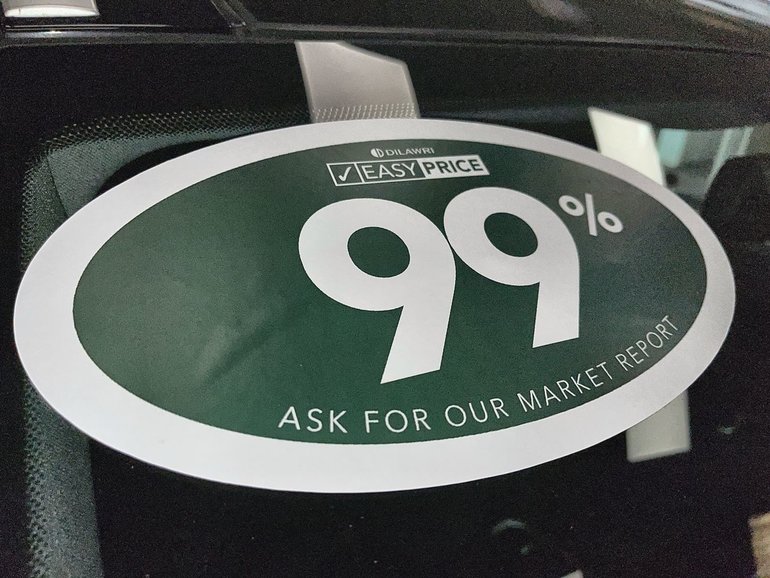 DILAWRI
✓ EASY PRICE
99%
ASK FOR OUR MARKET REPORT